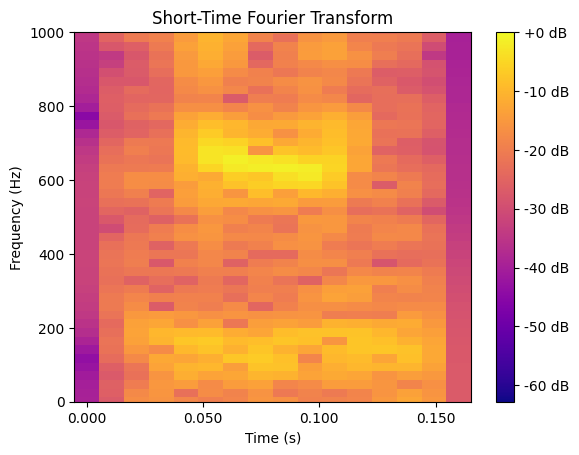 Short-Time Fourier Transform
1000
800
600
400
200
0
Frequency (Hz)
0.000
0.050
0.100
0.150
Time (s)
+0 dB
-10 dB
-20 dB
-30 dB
-40 dB
-50 dB
-60 dB